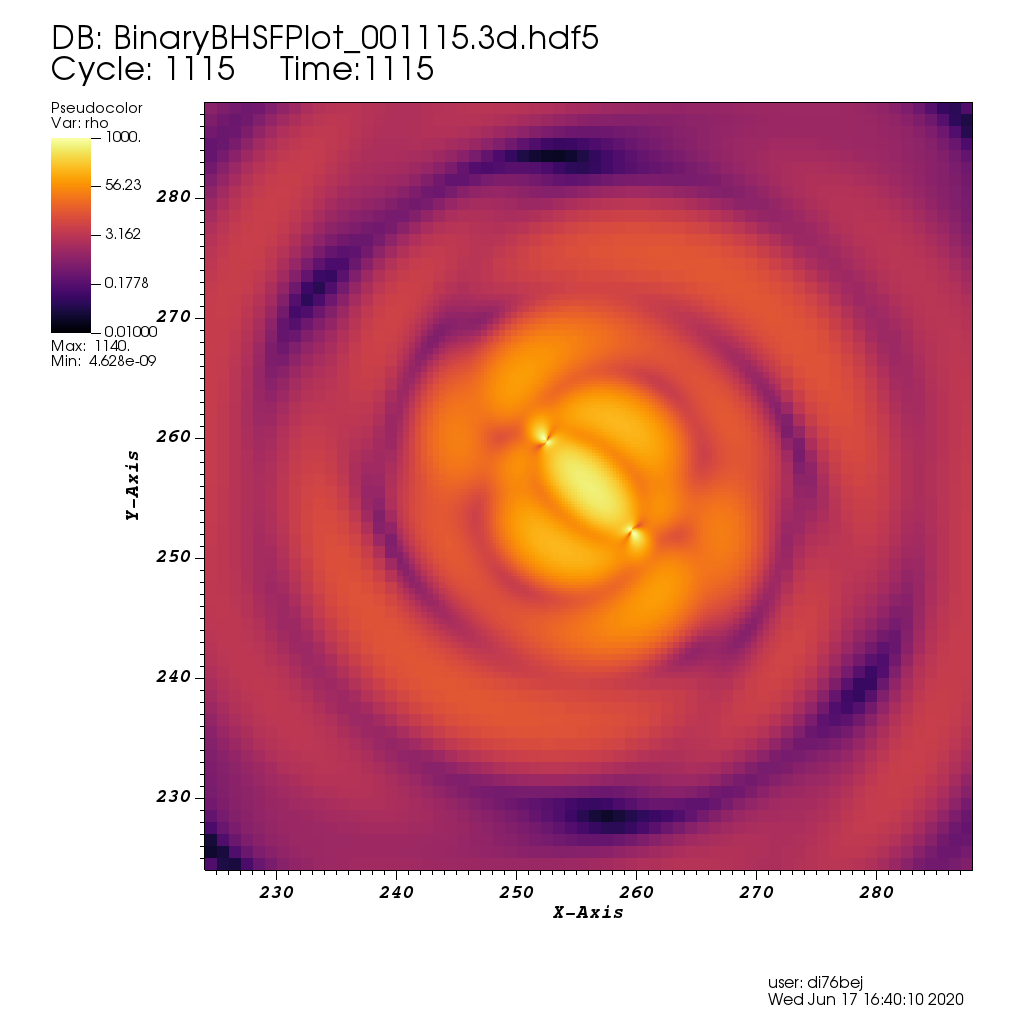 DB: BinaryBHSFPlot_001115.3d.hdf5
Cycle: 1115 Time:1115
Pseudocolor
Var: rho
1000.
56.23
3.162
0.1778
0.01000
Max: 1140.
Min: 4.628e-09
280
270
260
250
240
230
Y-Axis
230 240 250 260 270 280
X-Axis
user: di76bej
Wed Jun 17 16:40:10 2020